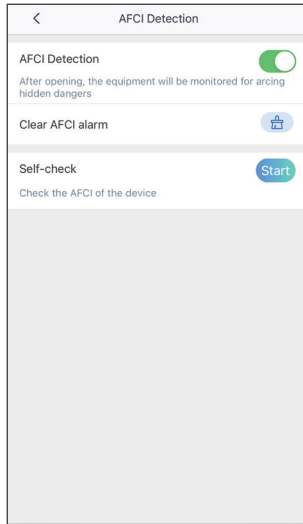 AFCI Detection
AFCI Detection
After opening, the equipment will be monitored for arcing
hidden dangers
Clear AFCI alarm
Self-check
Start
Check the AFCI of the device